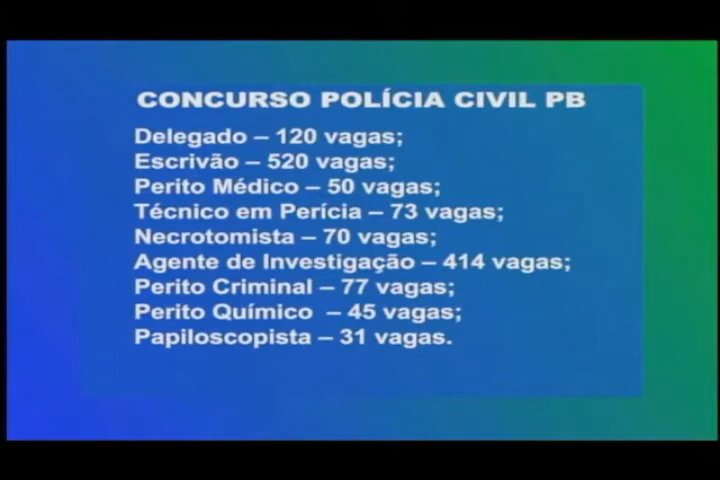 CONCURSO POLÍCIA CIVIL PB
Delegado – 120 vagas;
Escrivão – 520 vagas;
Perito Médico – 50 vagas;
Técnico em Perícia – 73 vagas;
Necrotomista – 70 vagas;
Agente de Investigação – 414 vagas;
Perito Criminal – 77 vagas;
Perito Químico – 45 vagas;
Papiloscopista – 31 vagas.